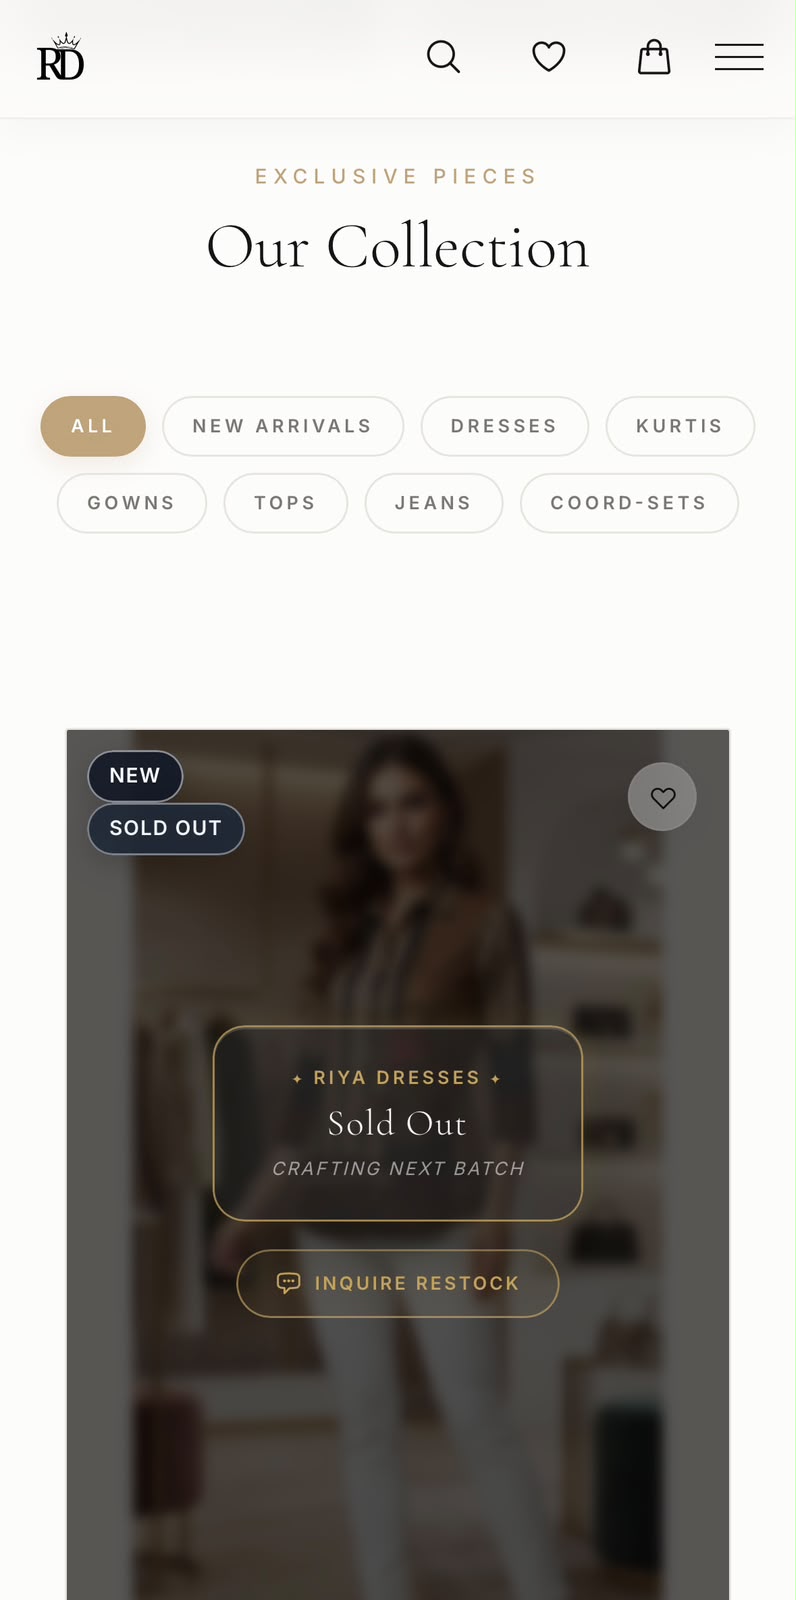 RD
EXCLUSIVE PIECES
Our Collection
ALL NEW ARRIVALS DRESSES KURTIS
GOWNS TOPS JEANS COORD-SETS
NEW
SOLD OUT
✦ RIYA DRESSES ✦
Sold Out
CRAFTING NEXT BATCH
INQUIRE RESTOCK